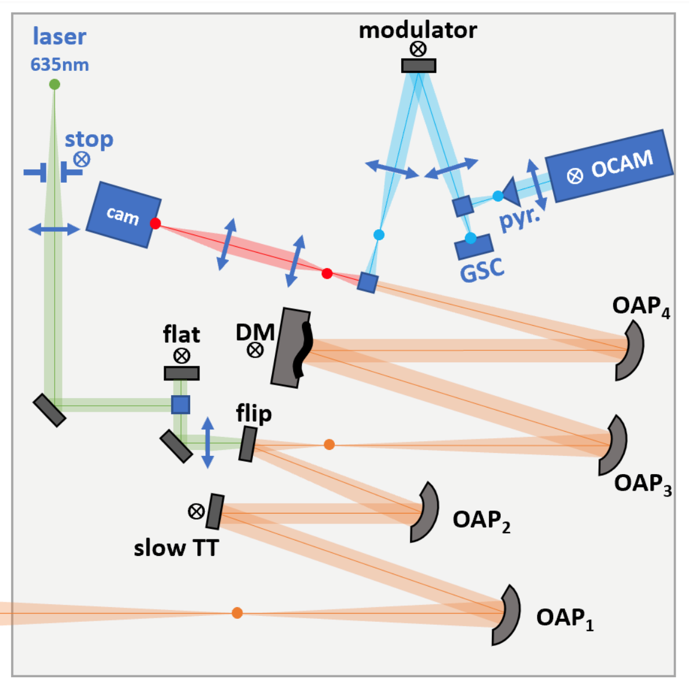 laser
635nm
stop
modulator
OCAM
cam
pyr.
GSC
OAP4
DM
flat
flip
OAP3
OAP2
slow TT
OAP1